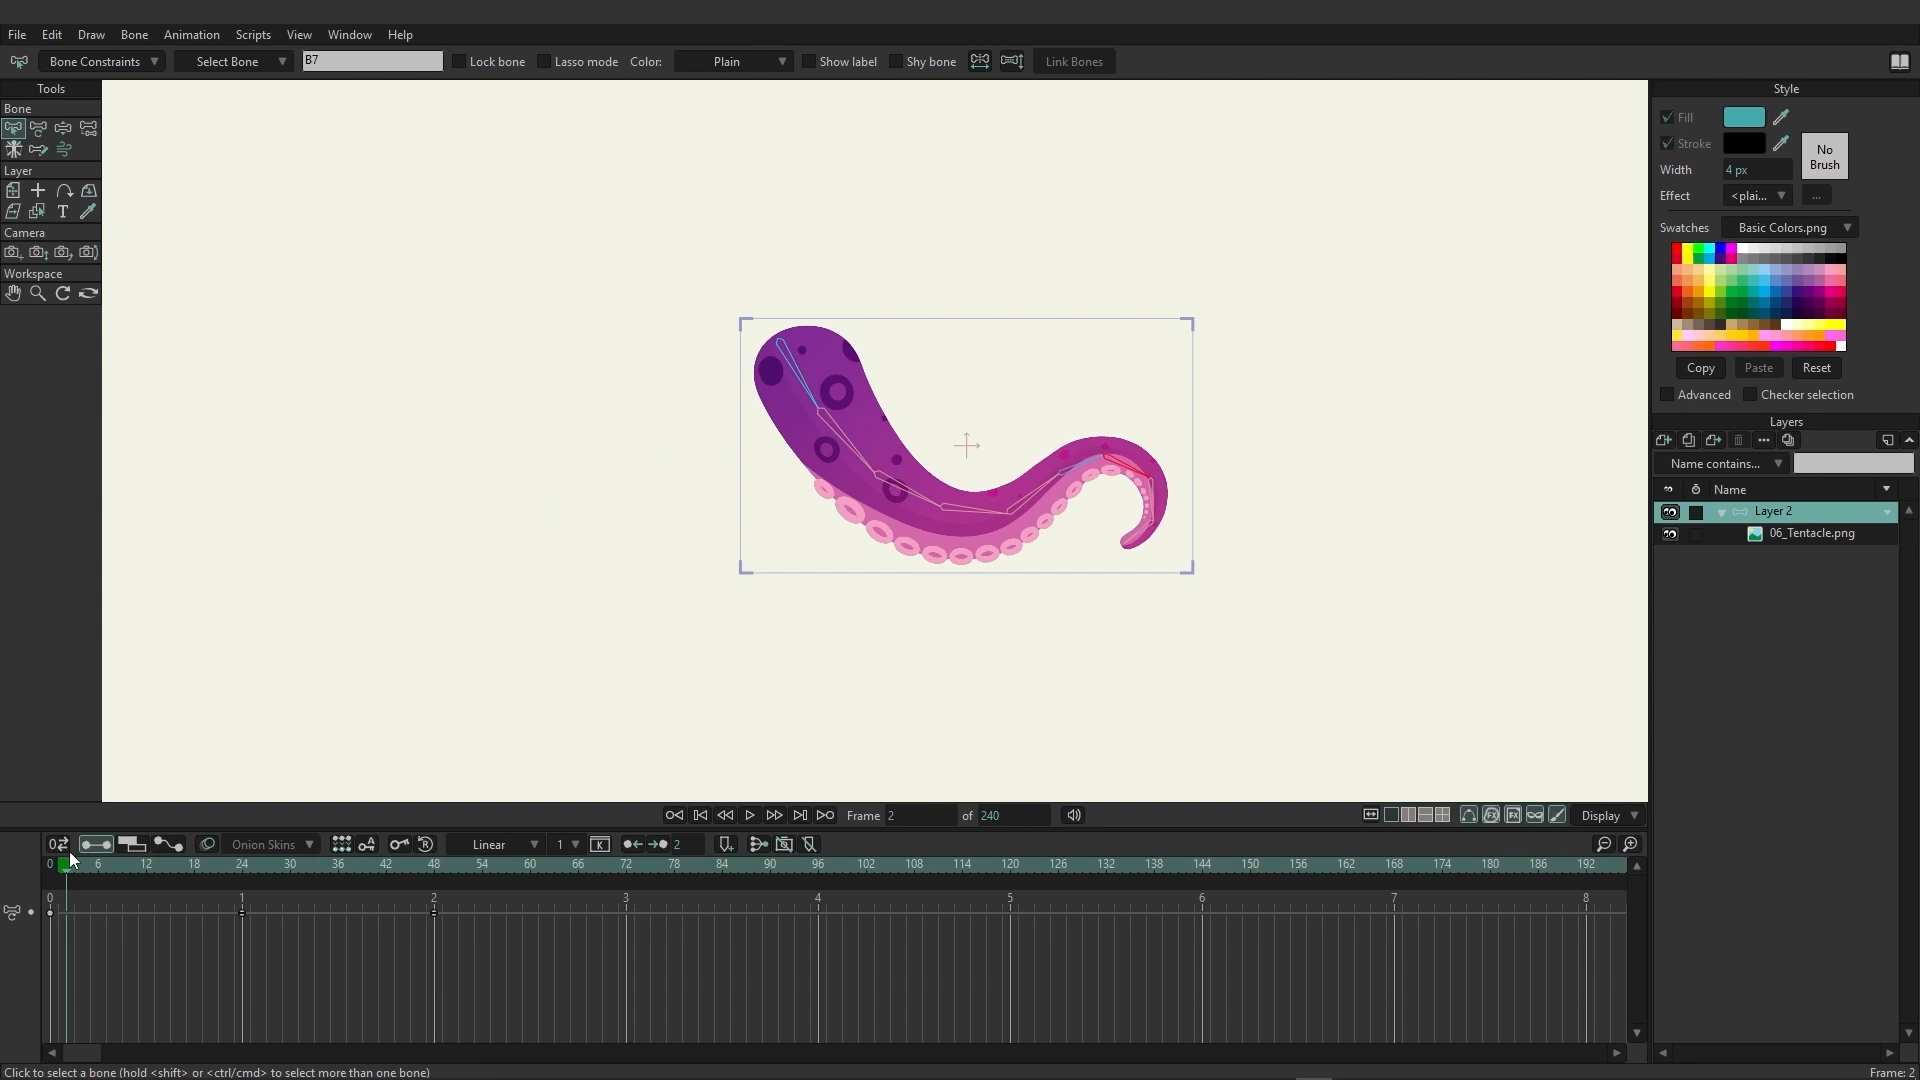 File Edit Draw Bone Animation Scripts View Window Help
Bone Constraints Select Bone B7 Lock bone Lasso mode Color: Plain Show label Shy bone Link Bones
Tools
Bone
Layer
T
Camera
Workspace
Style
Fill
Stroke
No Brush
Width 4 px
Effect <plai... ...
Swatches Basic Colors.png
Copy Paste Reset
Advanced Checker selection
Layers
Name contains...
Name
Layer 2
06_Tentacle.png
Frame 2 of 240
Display
Onion Skins Linear 1 K 2
0 6 12 18 24 30 36 42 48 54 60 66 72 78 84 90 96 102 108 114 120 126 132 138 144 150 156 162 168 174 180 186 192
0 1 2 3 4 5 6 7 8
Click to select a bone (hold <shift> or <ctrl/cmd> to select more than one bone)
Frame: 2